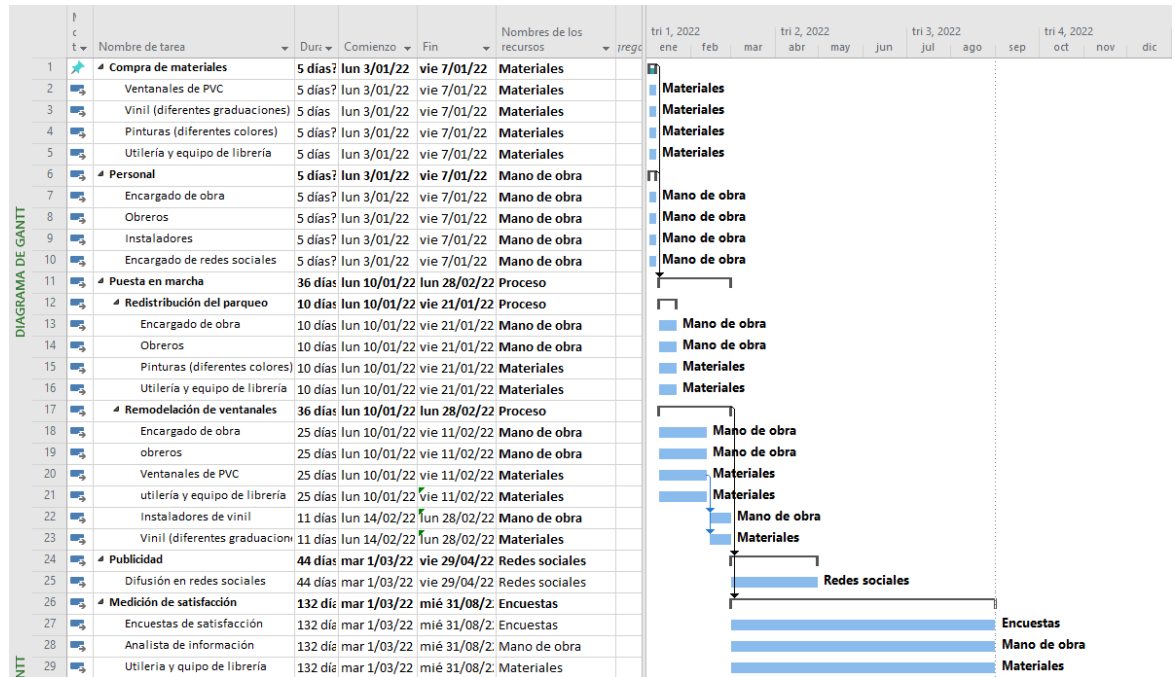 DIAGRAMA DE GANTT
Nombre de tarea Comienzo Fin Nombres de los recursos
tri 1, 2022 tri 2, 2022 tri 3, 2022 tri 4, 2022
ene feb mar abr may jun jul ago sep oct nov dic
1 Compra de materiales 5 días? lun 3/01/22 vie 7/01/22 Materiales
2 Ventanales de PVC 5 días? lun 3/01/22 vie 7/01/22 Materiales Materiales
3 Vinil (diferentes graduaciones) 5 días lun 3/01/22 vie 7/01/22 Materiales Materiales
4 Pinturas (diferentes colores) 5 días? lun 3/01/22 vie 7/01/22 Materiales Materiales
5 Utilería y equipo de librería 5 días lun 3/01/22 vie 7/01/22 Materiales Materiales
6 Personal 5 días? lun 3/01/22 vie 7/01/22 Mano de obra
7 Encargado de obra 5 días? lun 3/01/22 vie 7/01/22 Mano de obra Mano de obra
8 Obreros 5 días? lun 3/01/22 vie 7/01/22 Mano de obra Mano de obra
9 Instaladores 5 días? lun 3/01/22 vie 7/01/22 Mano de obra Mano de obra
10 Encargado de redes sociales 5 días? lun 3/01/22 vie 7/01/22 Mano de obra Mano de obra
11 Puesta en marcha 36 días lun 10/01/22 lun 28/02/22 Proceso
12 Redistribución del parqueo 10 días lun 10/01/22 vie 21/01/22 Proceso
13 Encargado de obra 10 días lun 10/01/22 vie 21/01/22 Mano de obra Mano de obra
14 Obreros 10 días lun 10/01/22 vie 21/01/22 Mano de obra Mano de obra
15 Pinturas (diferentes colores) 10 días lun 10/01/22 vie 21/01/22 Materiales Materiales
16 Utilería y equipo de librería 10 días lun 10/01/22 vie 21/01/22 Materiales Materiales
17 Remodelación de ventanales 36 días lun 10/01/22 lun 28/02/22 Proceso
18 Encargado de obra 25 días lun 10/01/22 vie 11/02/22 Mano de obra Mano de obra
19 obreros 25 días lun 10/01/22 vie 11/02/22 Mano de obra Mano de obra
20 Ventanales de PVC 25 días lun 10/01/22 vie 11/02/22 Materiales Materiales
21 utilería y equipo de librería 25 días lun 10/01/22 vie 11/02/22 Materiales Materiales
22 Instaladores de vinil 11 días lun 14/02/22 lun 28/02/22 Mano de obra Mano de obra
23 Vinil (diferentes graduacion 11 días lun 14/02/22 lun 28/02/22 Materiales Materiales
24 Publicidad 44 días mar 1/03/22 vie 29/04/22 Redes sociales
25 Difusión en redes sociales 44 días mar 1/03/22 vie 29/04/22 Redes sociales Redes sociales
26 Medición de satisfacción 132 día mar 1/03/22 mié 31/08/2 Encuestas
27 Encuestas de satisfacción 132 día mar 1/03/22 mié 31/08/2 Encuestas Encuestas
28 Analista de información 132 día mar 1/03/22 mié 31/08/2 Mano de obra Mano de obra
29 Utileria y quipo de librería 132 día mar 1/03/22 mié 31/08/2 Materiales Materiales